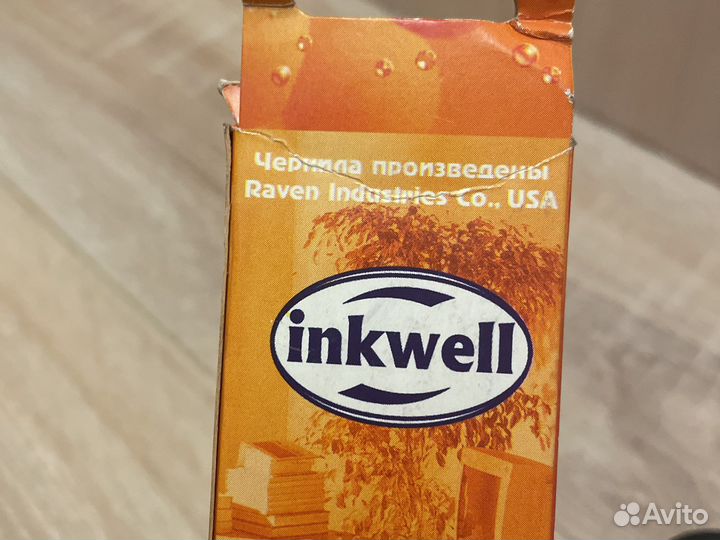 Чернила произведены
Raven Industries Co., USA
inkwell
Avito